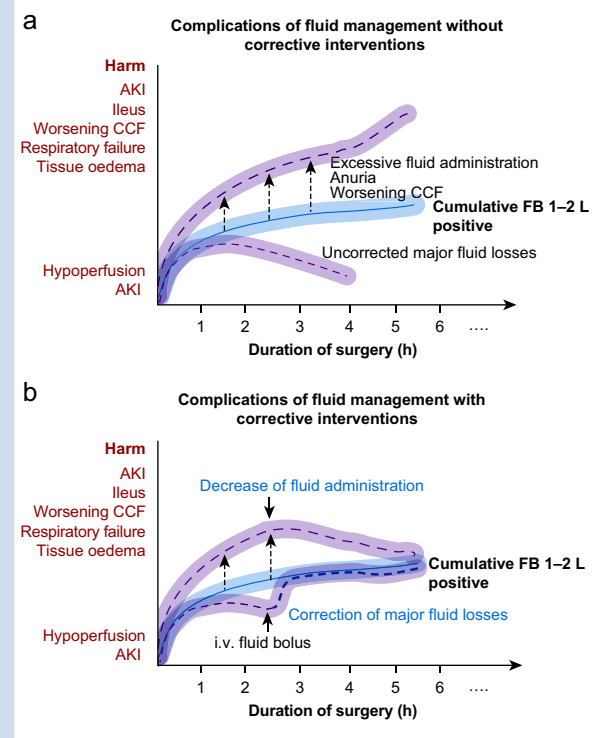 a
Complications of fluid management without
corrective interventions
Harm
AKI
Ileus
Worsening CCF
Respiratory failure
Tissue oedema
Excessive fluid administration
Anuria
Worsening CCF
Cumulative FB 1–2 L
positive
Uncorrected major fluid losses
Hypoperfusion
AKI
1 2 3 4 5 6 ....
Duration of surgery (h)
b
Complications of fluid management with
corrective interventions
Harm
AKI
Ileus
Worsening CCF
Respiratory failure
Tissue oedema
Decrease of fluid administration
Cumulative FB 1–2 L
positive
Correction of major fluid losses
i.v. fluid bolus
Hypoperfusion
AKI
1 2 3 4 5 6 ....
Duration of surgery (h)